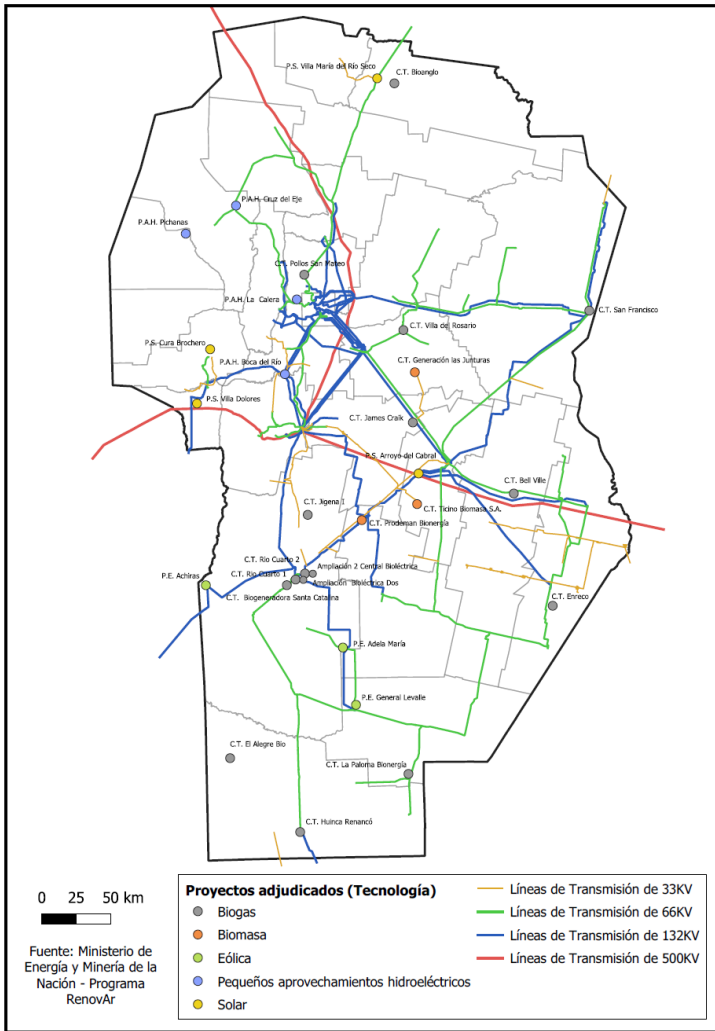 P.S. Villa María del Río Seco
C.T. Bioanglo
P.A.H. Cruz del Eje
P.A.H. Pichanas
C.T. Pollos San Mateo
P.A.H. La Calera
C.T. San Francisco
C.T. Villa del Rosario
P.S. Cura Brochero
P.A.H. Boca del Río
C.T. Generación las Junturas
P.S. Villa Dolores
C.T. James Craik
P.S. Arroyo del Cabral
C.T. Bell Ville
C.T. Jigena I
C.T. Ticino Biomasa S.A.
C.T. Prodeman Bionergía
C.T. Río Cuarto 2
Ampliación 2 Central Bioléctrica
C.T. Río Cuarto 1
Ampliación Bioléctrica Dos
P.E. Achiras
C.T. Biogeneradora Santa Catalina
C.T. Enreco
P.E. Adela María
P.E. General Levalle
C.T. El Alegre Bio
C.T. La Paloma Bionergía
C.T. Huinca Renancó
0 25 50 km
Fuente: Ministerio de
Energía y Minería de la
Nación - Programa
RenovAr
Proyectos adjudicados (Tecnología)
Biogas
Biomasa
Eólica
Pequeños aprovechamientos hidroeléctricos
Solar
Líneas de Transmisión de 33KV
Líneas de Transmisión de 66KV
Líneas de Transmisión de 132KV
Líneas de Transmisión de 500KV